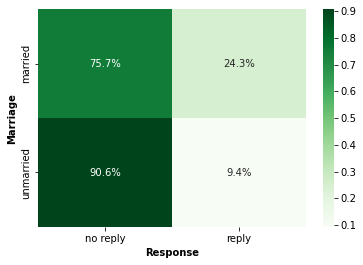 married
75.7%
24.3%
Marriage
unmarried
90.6%
9.4%
no reply
reply
Response
0.9
0.8
0.7
0.6
0.5
0.4
0.3
0.2
0.1